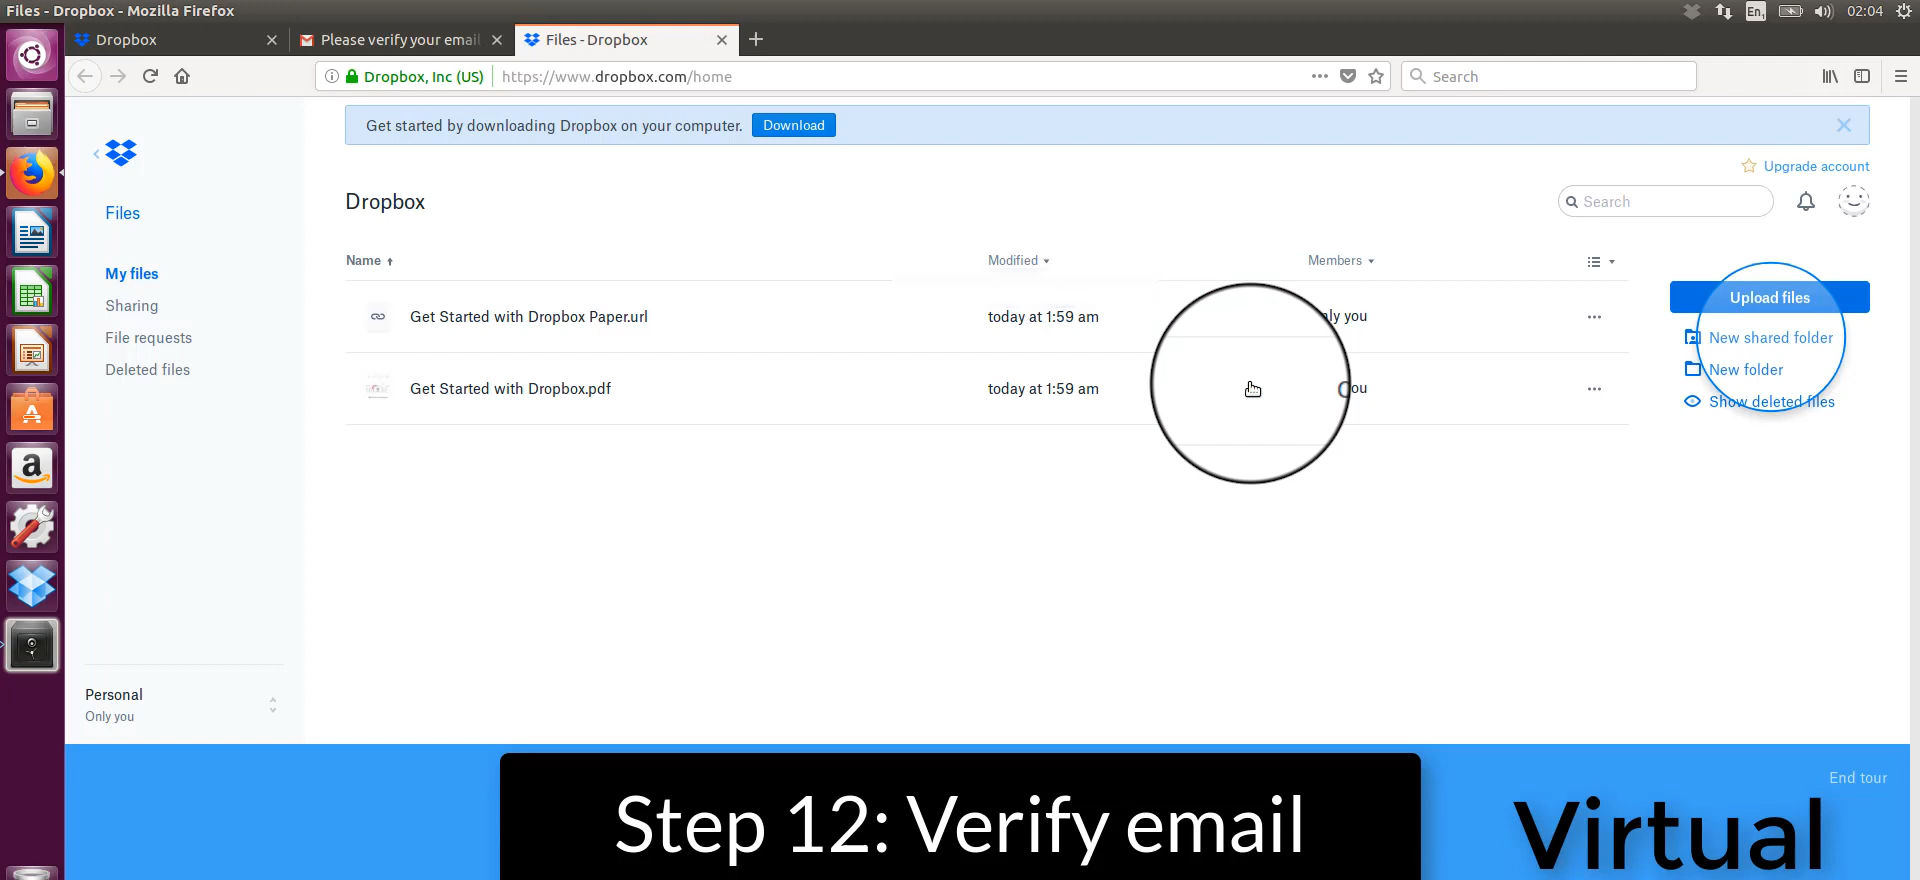 Files - Dropbox - Mozilla Firefox
En1
02:04
Dropbox
Please verify your email
Files - Dropbox
Dropbox, Inc (US)
https://www.dropbox.com/home
Search
Get started by downloading Dropbox on your computer.
Download
Upgrade account
Dropbox
Search
Files
My files
Sharing
File requests
Deleted files
Name
Modified
Members
Get Started with Dropbox Paper.url
today at 1:59 am
you
Get Started with Dropbox.pdf
today at 1:59 am
Upload files
New shared folder
New folder
Show deleted files
Personal
Only you
End tour
Step 12: Verify email
Virtual